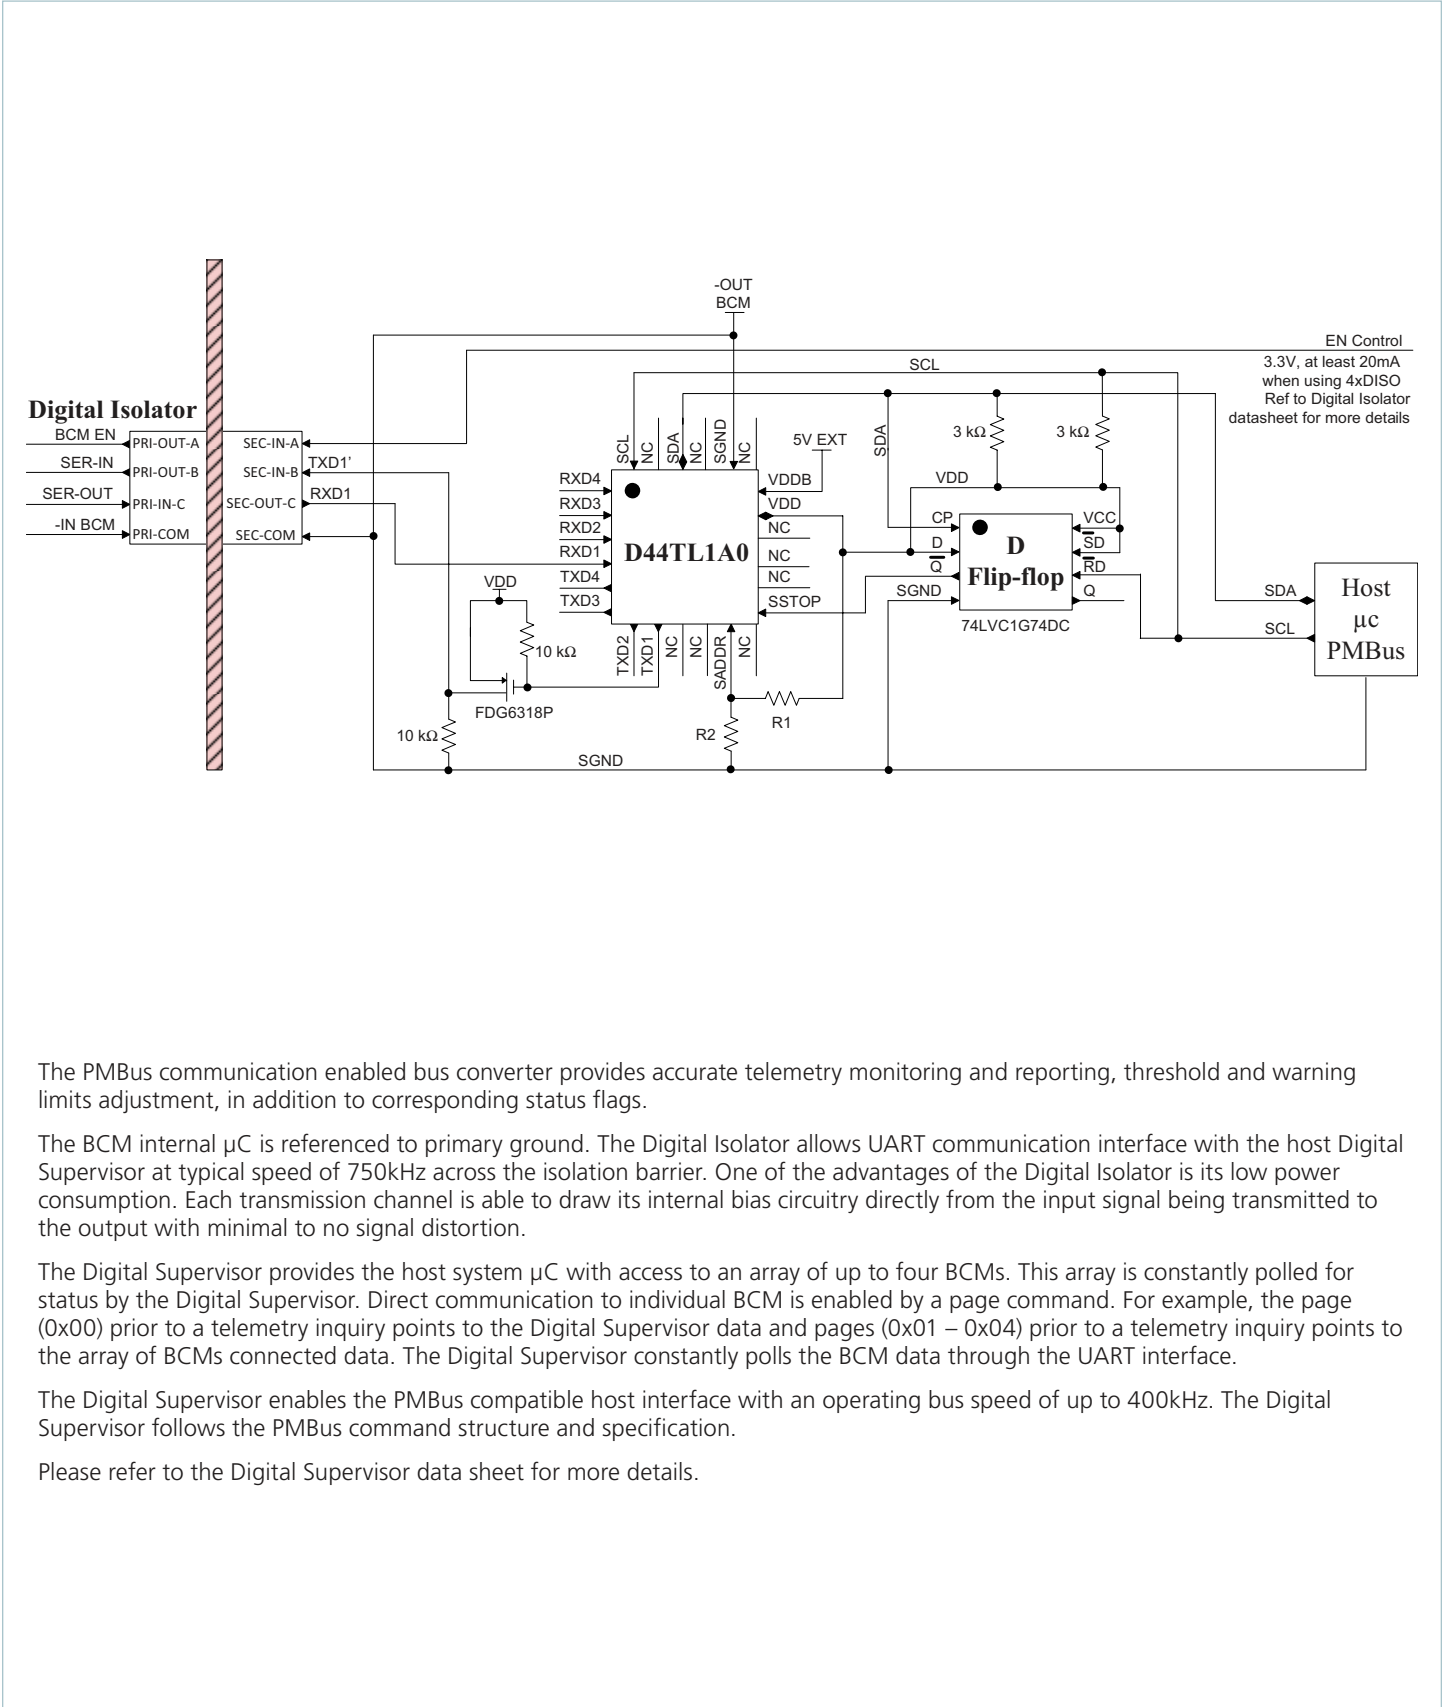 -OUT
BCM
EN Control
3.3V, at least 20mA
when using 4xDISO
Ref to Digital Isolator
datasheet for more details
SCL
Digital Isolator
BCM EN
SER-IN
SER-OUT
-IN BCM
PRI-OUT-A
PRI-OUT-B
PRI-IN-C
PRI-COM
SEC-IN-A
SEC-IN-B
SEC-OUT-C
SEC-COM
TXD1'
RXD1
SCL
NC
SDA
NC
SGND
NC
5V EXT
RXD4
RXD3
RXD2
RXD1
TXD4
TXD3
D44TL1A0
VDDB
VDD
NC
NC
NC
SSTOP
TXD2
TXD1
NC
NC
SADDR
NC
VDD
10 kΩ
FDG6318P
10 kΩ
R2
R1
SGND
SDA
3 kΩ
3 kΩ
VDD
CP
D
Q
SGND
D
Flip-flop
VCC
SD
RD
Q
74LVC1G74DC
SDA
SCL
Host
µc
PMBus
The PMBus communication enabled bus converter provides accurate telemetry monitoring and reporting, threshold and warning
limits adjustment, in addition to corresponding status flags.
The BCM internal µC is referenced to primary ground. The Digital Isolator allows UART communication interface with the host Digital
Supervisor at typical speed of 750kHz across the isolation barrier. One of the advantages of the Digital Isolator is its low power
consumption. Each transmission channel is able to draw its internal bias circuitry directly from the input signal being transmitted to
the output with minimal to no signal distortion.
The Digital Supervisor provides the host system µC with access to an array of up to four BCMs. This array is constantly polled for
status by the Digital Supervisor. Direct communication to individual BCM is enabled by a page command. For example, the page
(0x00) prior to a telemetry inquiry points to the Digital Supervisor data and pages (0x01 – 0x04) prior to a telemetry inquiry points to
the array of BCMs connected data. The Digital Supervisor constantly polls the BCM data through the UART interface.
The Digital Supervisor enables the PMBus compatible host interface with an operating bus speed of up to 400kHz. The Digital
Supervisor follows the PMBus command structure and specification.
Please refer to the Digital Supervisor data sheet for more details.